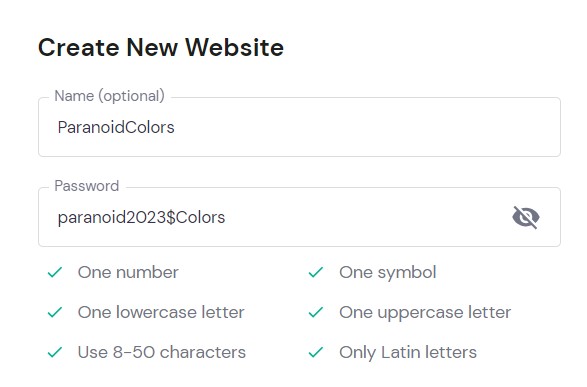 Create New Website
Name (optional)
ParanoidColors
Password
paranoid2023$Colors
One number
One symbol
One lowercase letter
One uppercase letter
Use 8-50 characters
Only Latin letters